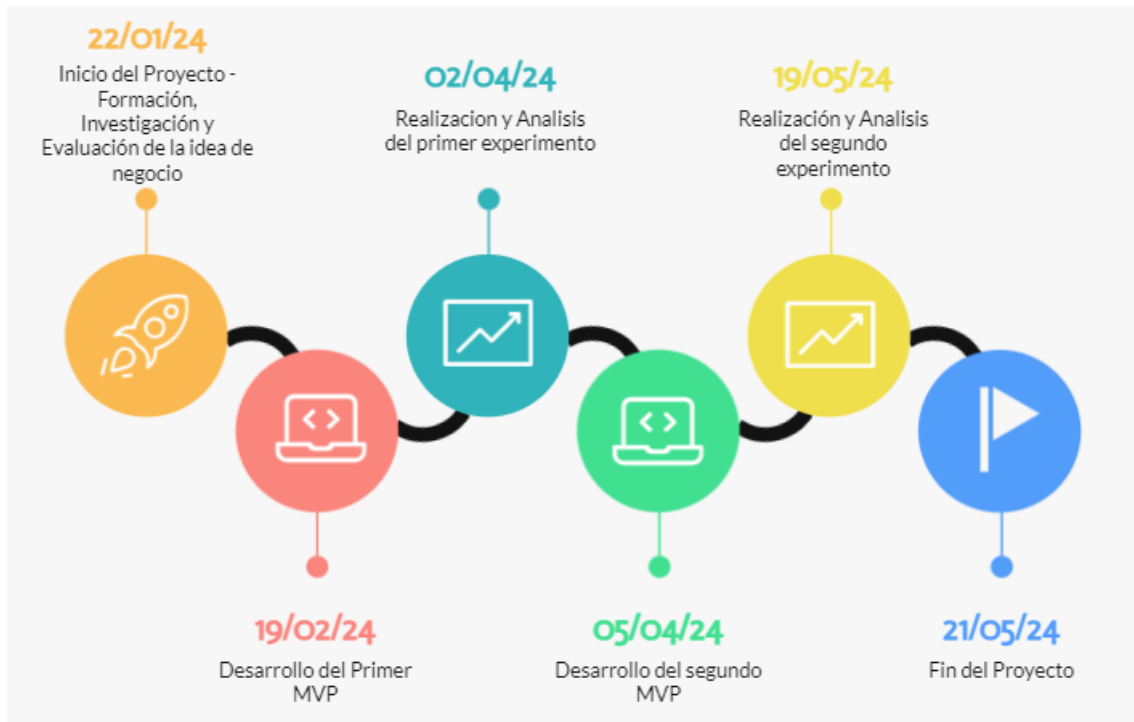 22/01/24
Inicio del Proyecto -
Formación,
Investigación y
Evaluación de la idea de
negocio
19/02/24
Desarrollo del Primer
MVP
02/04/24
Realizacion y Analisis
del primer experimento
05/04/24
Desarrollo del segundo
MVP
19/05/24
Realización y Analisis
del segundo
experimento
21/05/24
Fin del Proyecto